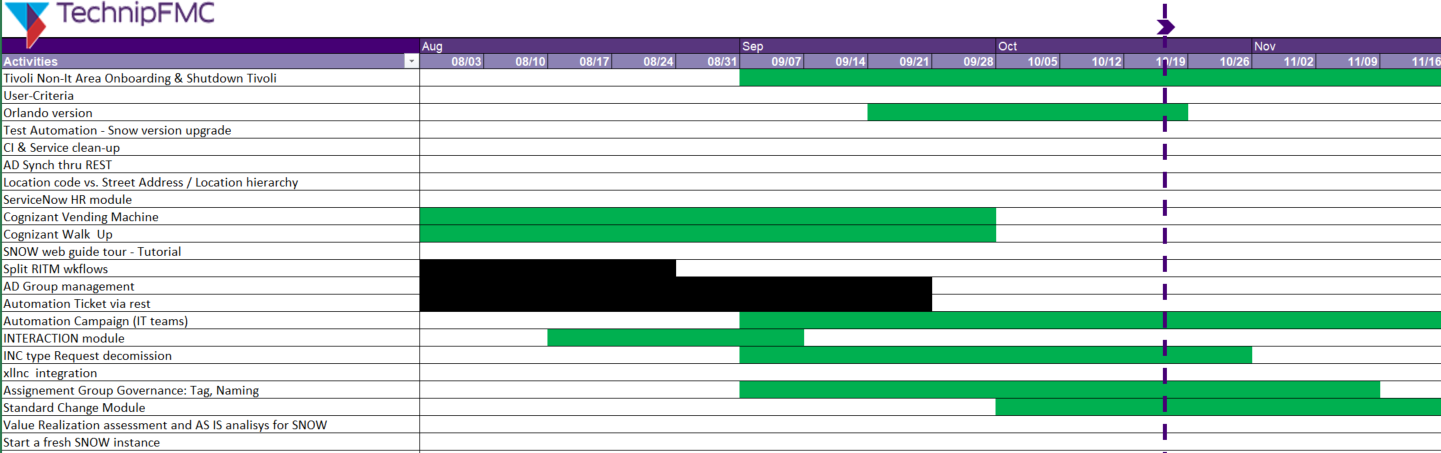 TechnipFMC
Aug Sep Oct Nov
Activities 08/03 08/10 08/17 08/24 08/31 09/07 09/14 09/21 09/28 10/05 10/12 10/19 10/26 11/02 11/09 11/16
Tivoli Non-It Area Onboarding & Shutdown Tivoli
User-Criteria
Orlando version
Test Automation - Snow version upgrade
CI & Service clean-up
AD Synch thru REST
Location code vs. Street Address / Location hierarchy
ServiceNow HR module
Cognizant Vending Machine
Cognizant Walk Up
SNOW web guide tour - Tutorial
Split RITM wkflows
AD Group management
Automation Ticket via rest
Automation Campaign (IT teams)
INTERACTION module
INC type Request decomission
xllnc integration
Assignement Group Governance: Tag, Naming
Standard Change Module
Value Realization assessment and AS IS analisys for SNOW
Start a fresh SNOW instance